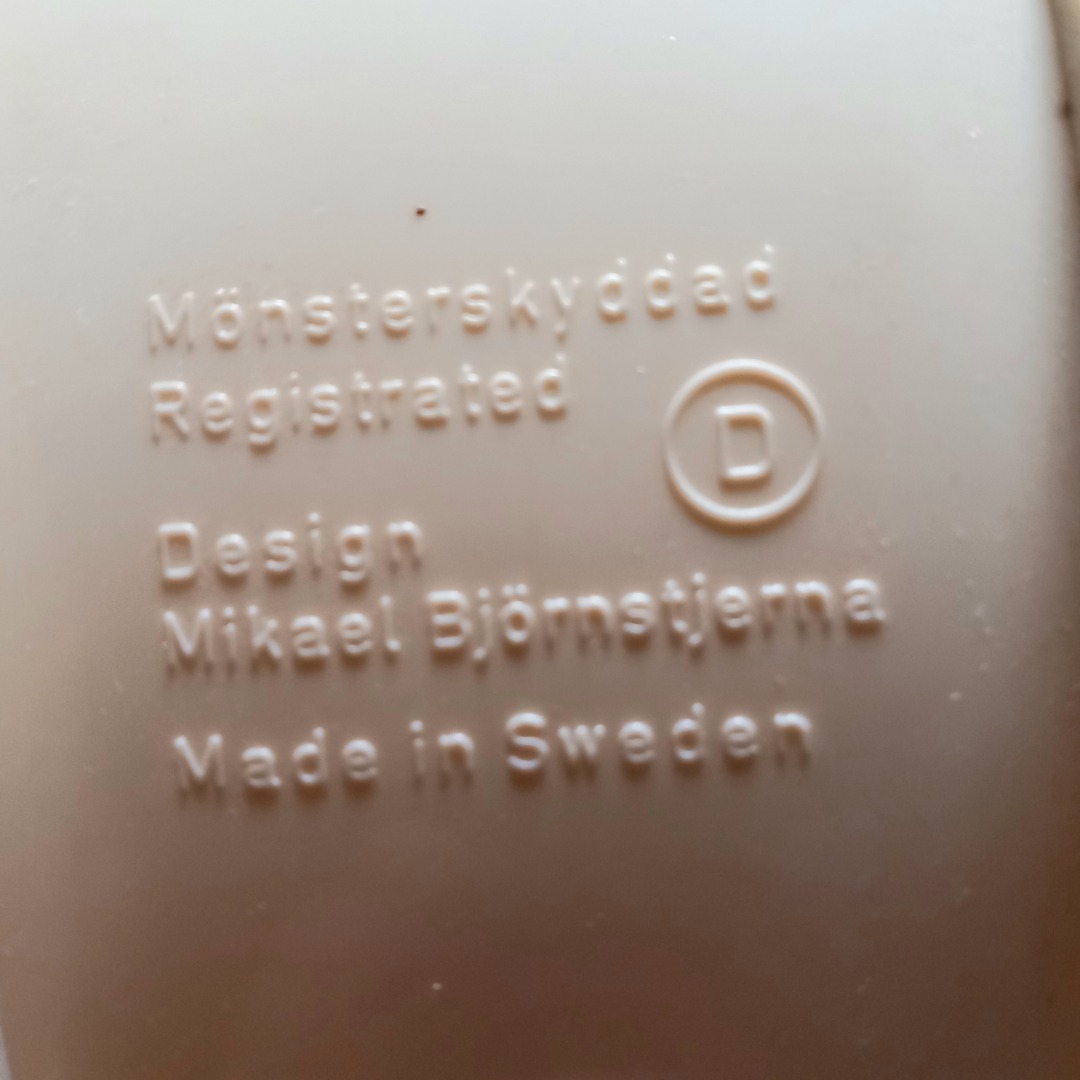 Mönsterskyddad
Registrated
D
Design
Mikael Björnstjerna
Made in Sweden